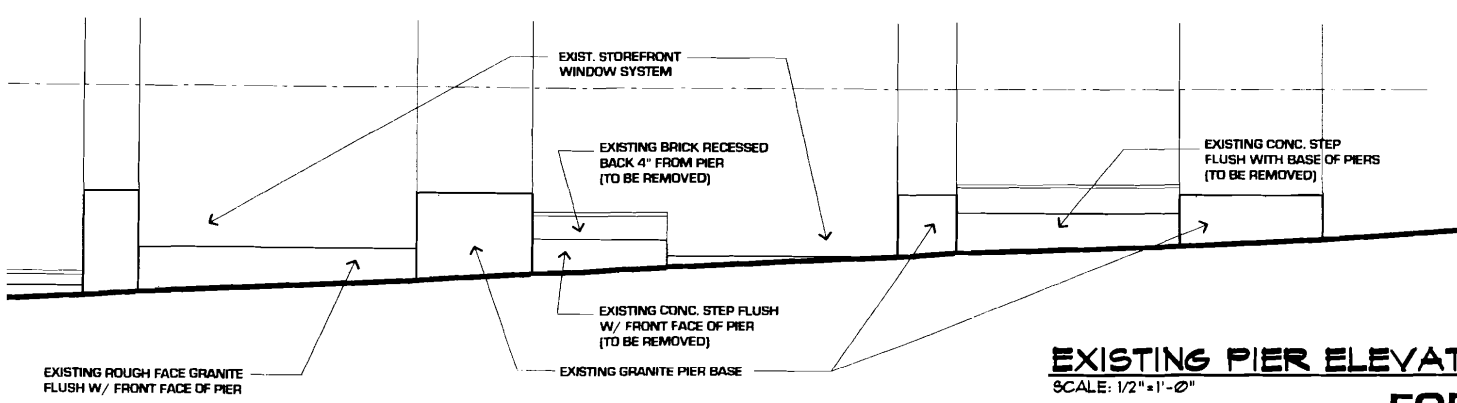 EXIST. STOREFRONT
WINDOW SYSTEM
EXISTING BRICK RECESSED
BACK 4" FROM PIER
(TO BE REMOVED)
EXISTING CONC. STEP
FLUSH WITH BASE OF PIERS
(TO BE REMOVED)
EXISTING CONC. STEP FLUSH
W/ FRONT FACE OF PIER
(TO BE REMOVED)
EXISTING ROUGH FACE GRANITE
FLUSH W/ FRONT FACE OF PIER
EXISTING GRANITE PIER BASE
EXISTING PIER ELEVAT
SCALE: 1/2"=1'-0"